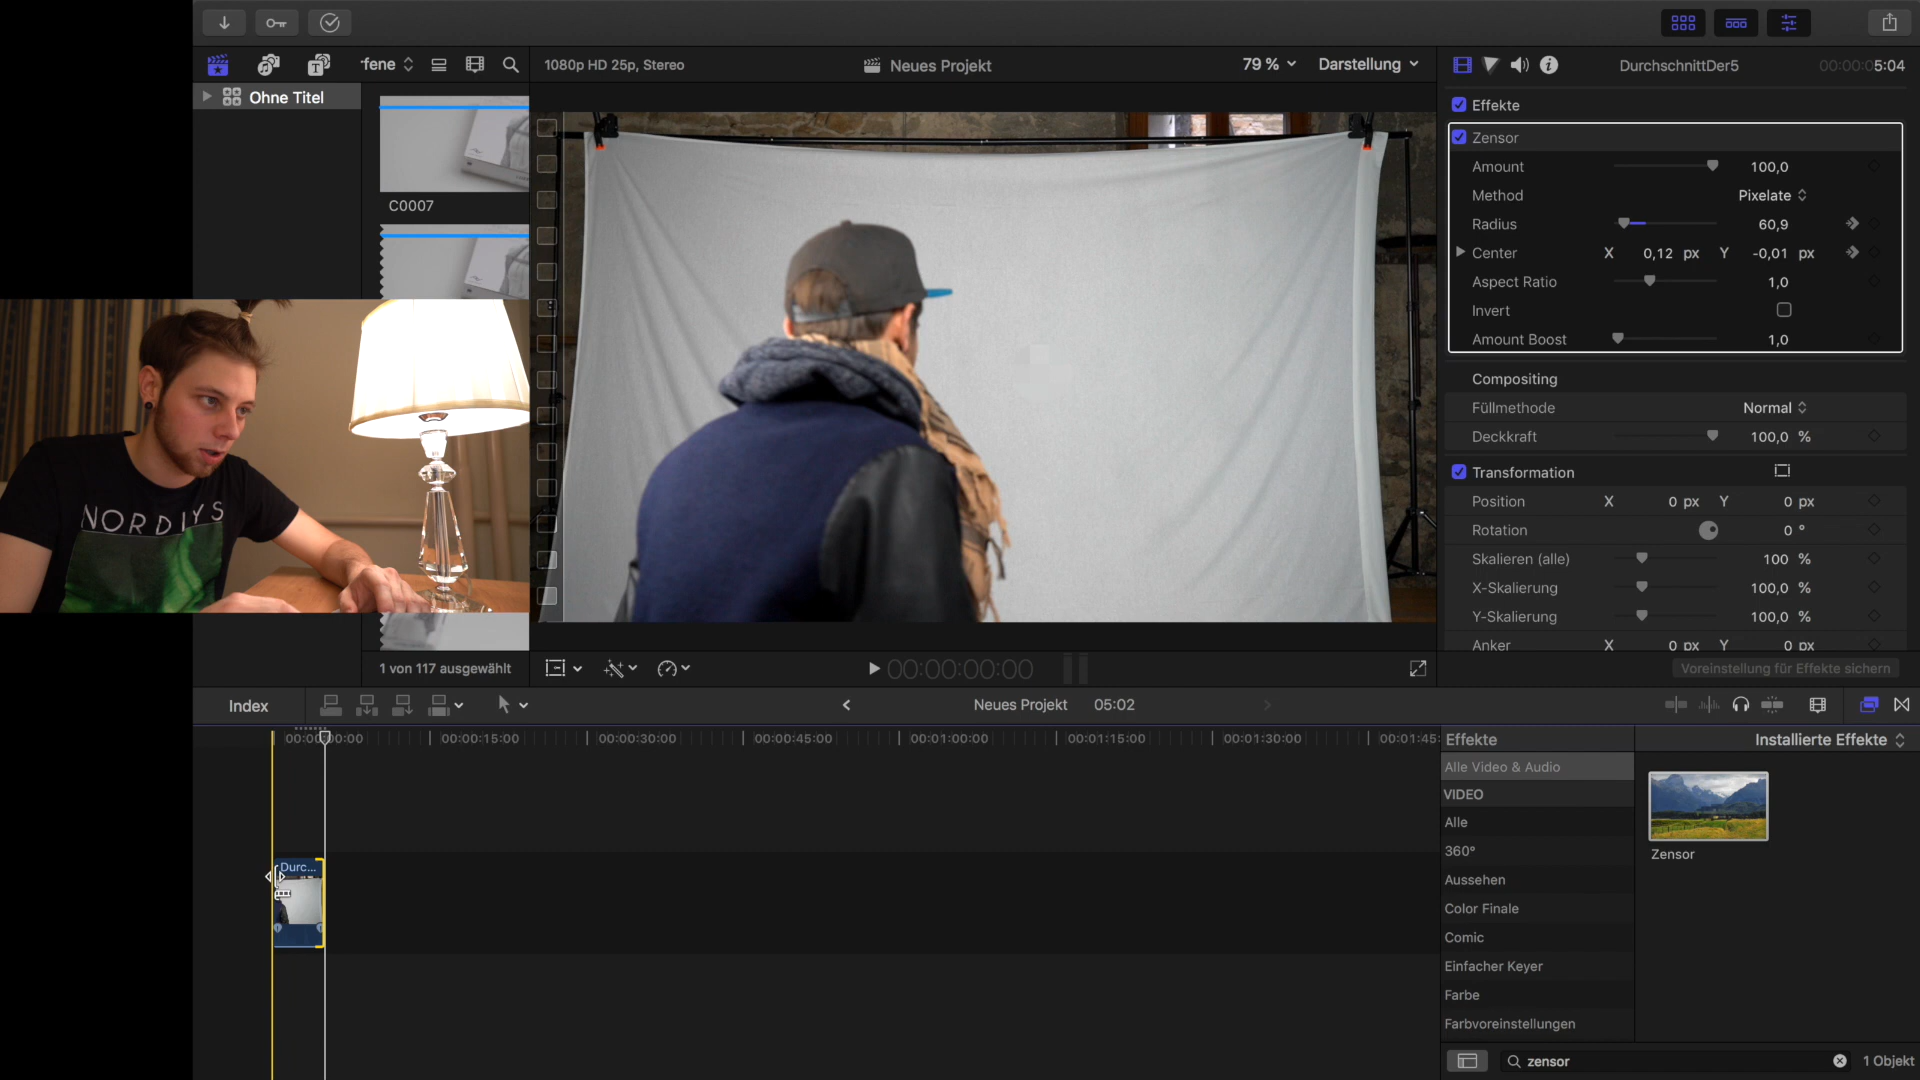 fene
1080p HD 25p, Stereo
Neues Projekt
79 %
Darstellung
DurchschnittDer5
00:00:05:04
Ohne Titel
C0007
1 von 117 ausgewählt
NORDIYS
Effekte
Zensor
Amount
100,0
Method
Pixelate
Radius
60,9
Center
X
0,12 px
Y
-0,01 px
Aspect Ratio
1,0
Invert
Amount Boost
1,0
Compositing
Füllmethode
Normal
Deckkraft
100,0 %
Transformation
Position
X
0 px
Y
0 px
Rotation
0 °
Skalieren (alle)
100 %
X-Skalierung
100,0 %
Y-Skalierung
100,0 %
Anker
X
0 px
Y
0 px
00:00:00:00
Voreinstellung für Effekte sichern
Index
Neues Projekt
05:02
00:00:15:00
00:00:30:00
00:00:45:00
00:01:00:00
00:01:15:00
00:01:30:00
00:01:45:
Durc...
Effekte
Installierte Effekte
Alle Video & Audio
VIDEO
Alle
360°
Aussehen
Color Finale
Comic
Einfacher Keyer
Farbe
Farbvoreinstellungen
Zensor
zensor
1 Objekt